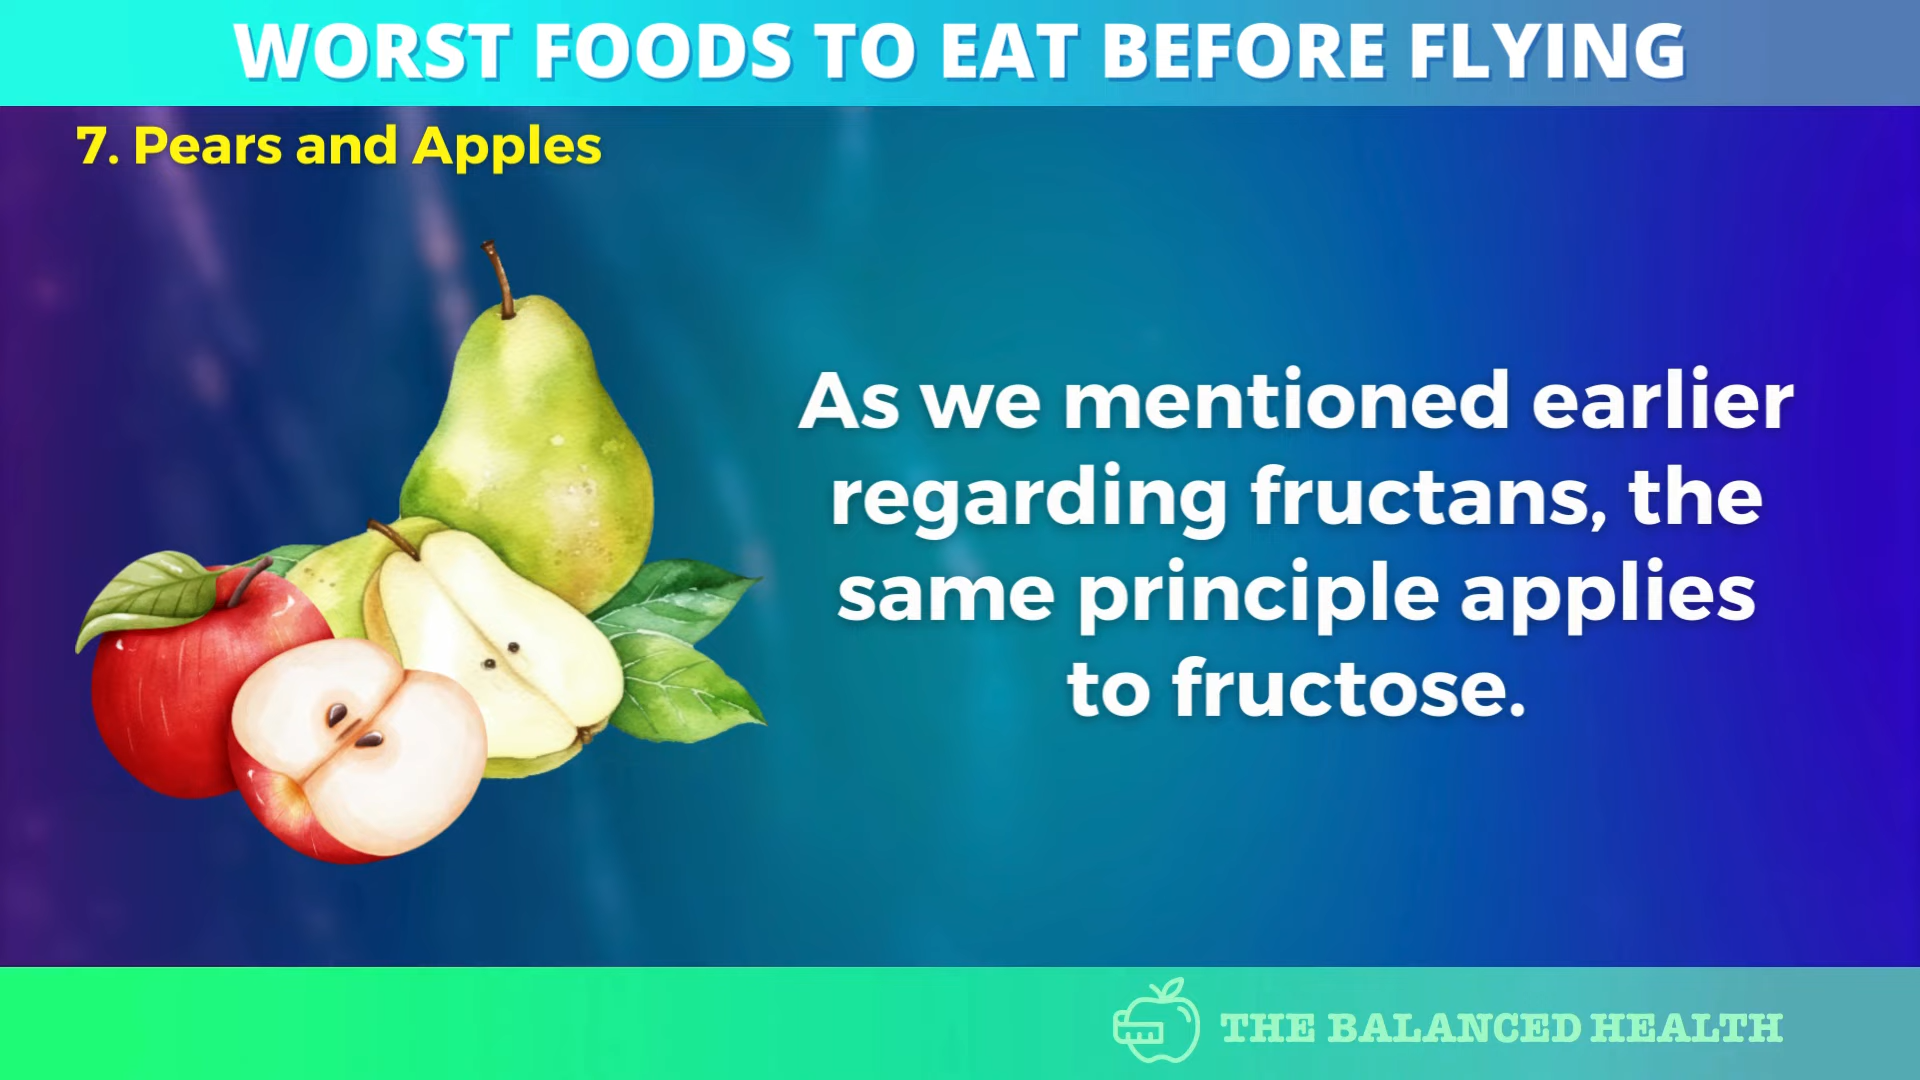 WORST FOODS TO EAT BEFORE FLYING
7. Pears and Apples
As we mentioned earlier
regarding fructans, the
same principle applies
to fructose.
THE BALANCED HEALTH